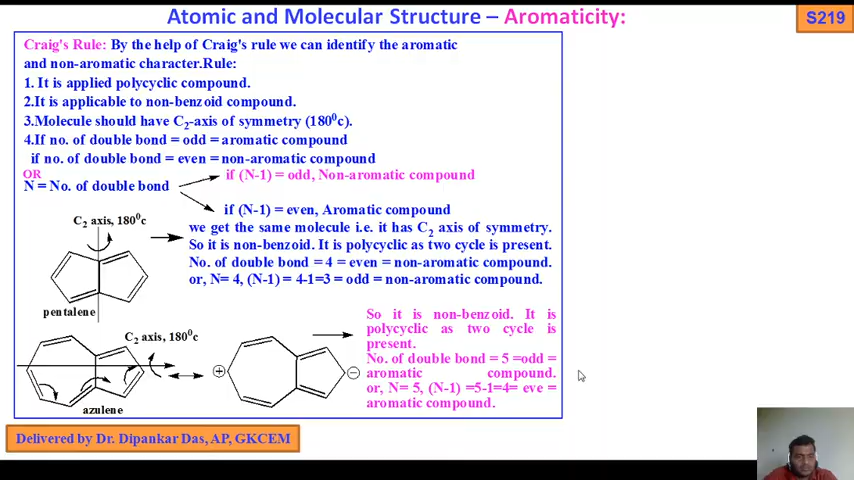 Atomic and Molecular Structure – Aromaticity:
S219
Craig's Rule: By the help of Craig's rule we can identify the aromatic
and non-aromatic character.Rule:
1. It is applied polycyclic compound.
2.It is applicable to non-benzoid compound.
3.Molecule should have C2-axis of symmetry (180⁰c).
4.If no. of double bond = odd = aromatic compound
if no. of double bond = even = non-aromatic compound
OR
N = No. of double bond
if (N-1) = odd, Non-aromatic compound
if (N-1) = even, Aromatic compound
C2 axis, 180⁰c
we get the same molecule i.e. it has C2 axis of symmetry.
So it is non-benzoid. It is polycyclic as two cycle is present.
No. of double bond = 4 = even = non-aromatic compound.
or, N= 4, (N-1) = 4-1=3 = odd = non-aromatic compound.
pentalene
C2 axis, 180⁰c
So it is non-benzoid. It is
polycyclic as two cycle is
present.
No. of double bond = 5 =odd =
aromatic compound.
or, N= 5, (N-1) =5-1=4= eve =
aromatic compound.
+
−
azulene
Delivered by Dr. Dipankar Das, AP, GKCEM